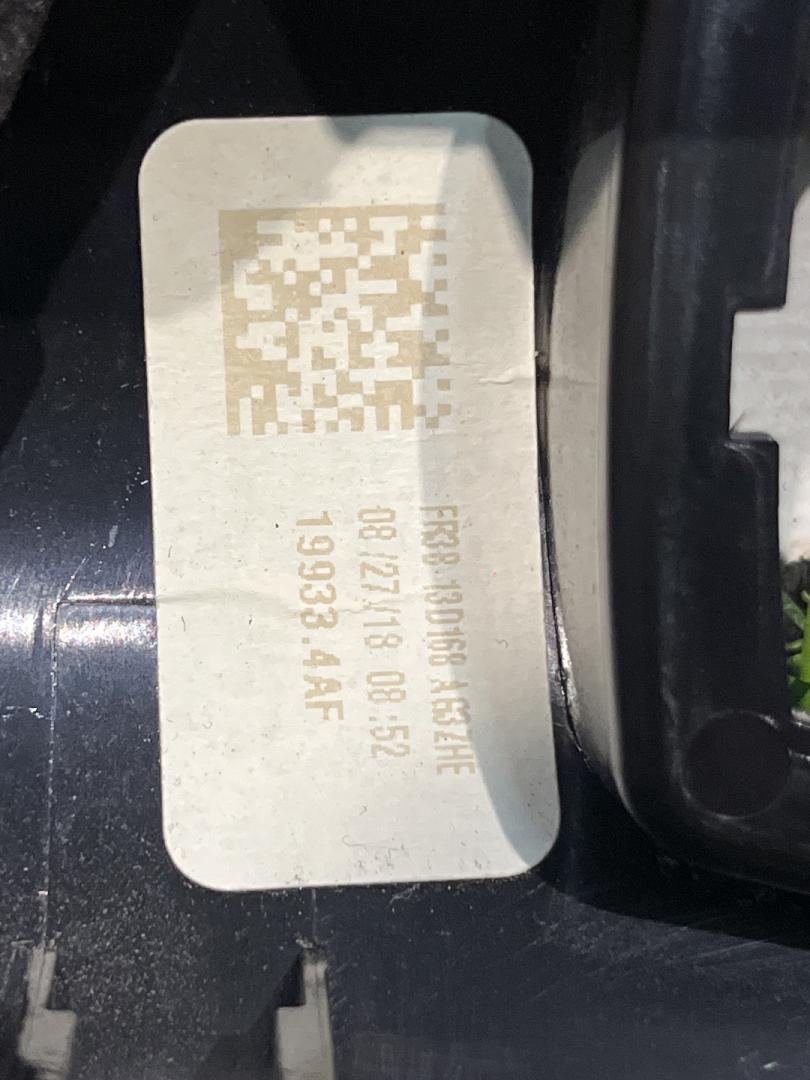 FR3B 13D168 AG3ZHE
08/27/18 08:52
19933.4AF